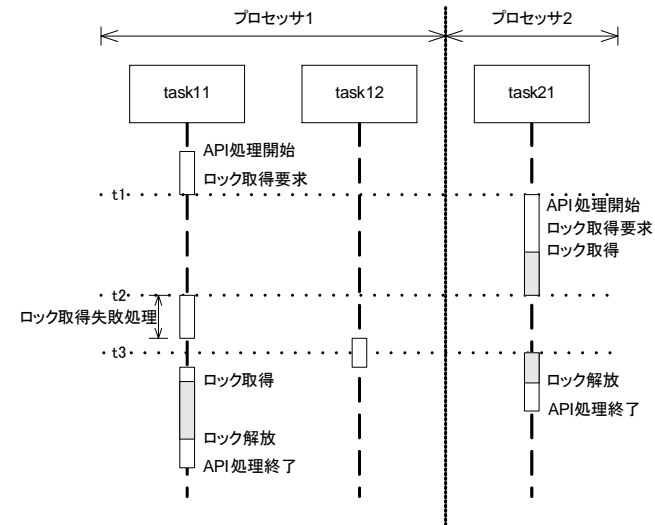 プロセッサ1
プロセッサ2
task11
task12
task21
API処理開始
ロック取得要求
t1
API処理開始
ロック取得要求
ロック取得
t2
ロック取得失敗処理
t3
ロック取得
ロック解放
API処理終了
ロック解放
API処理終了